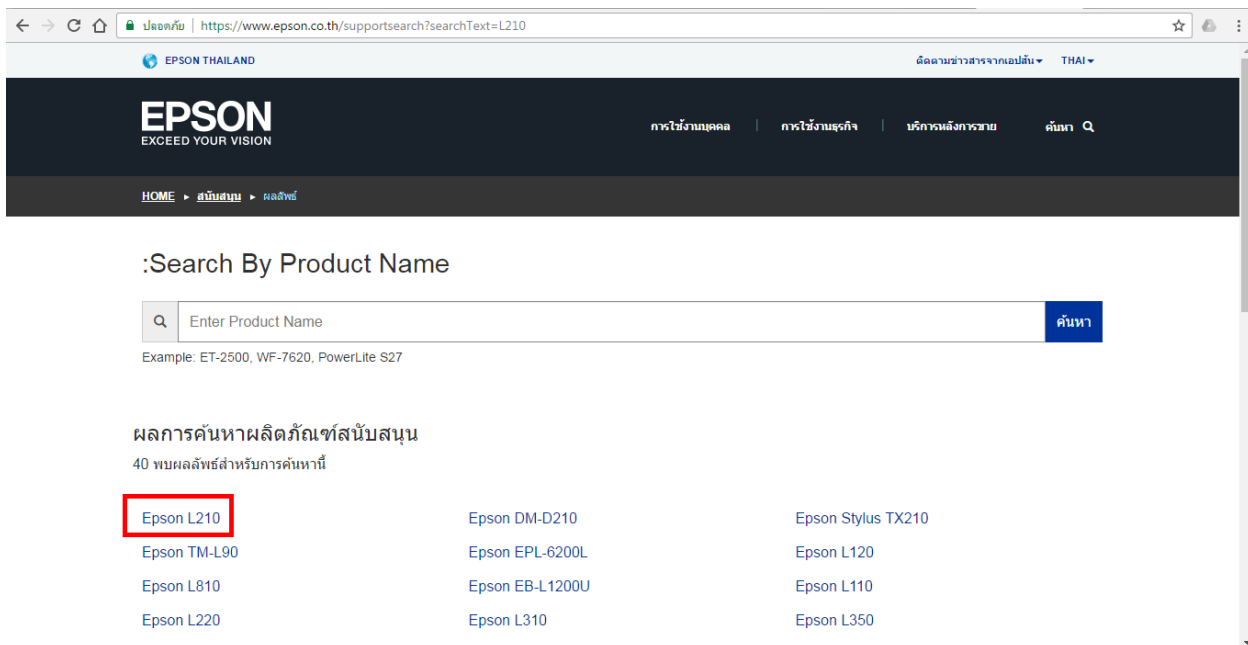 ปลอดภัย | https://www.epson.co.th/supportsearch?searchText=L210
EPSON THAILAND ติดตามข่าวสารจากเอปสัน THAI
EPSON
EXCEED YOUR VISION
การใช้งานบุคคล | การใช้งานธุรกิจ | บริการหลังการขาย ค้นหา
HOME ▸ สนับสนุน ▸ ผลลัพธ์
:Search By Product Name
Enter Product Name ค้นหา
Example: ET-2500, WF-7620, PowerLite S27
ผลการค้นหาผลิตภัณฑ์สนับสนุน
40 พบผลลัพธ์สำหรับการค้นหานี้
Epson L210 Epson DM-D210 Epson Stylus TX210
Epson TM-L90 Epson EPL-6200L Epson L120
Epson L810 Epson EB-L1200U Epson L110
Epson L220 Epson L310 Epson L350